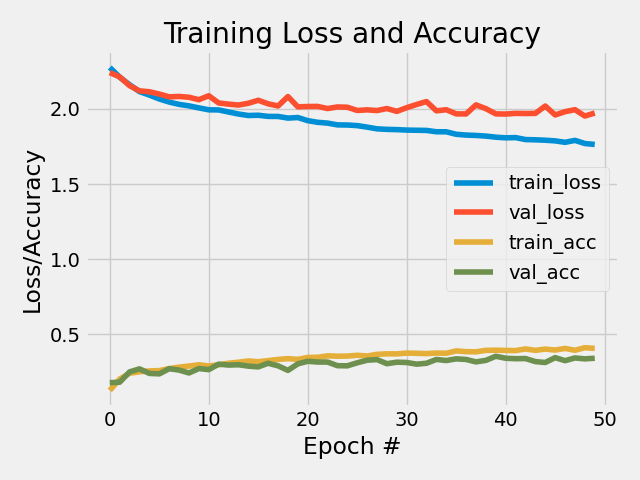 Training Loss and Accuracy
Loss/Accuracy
2.0
1.5
1.0
0.5
train_loss
val_loss
train_acc
val_acc
0 10 20 30 40 50
Epoch #